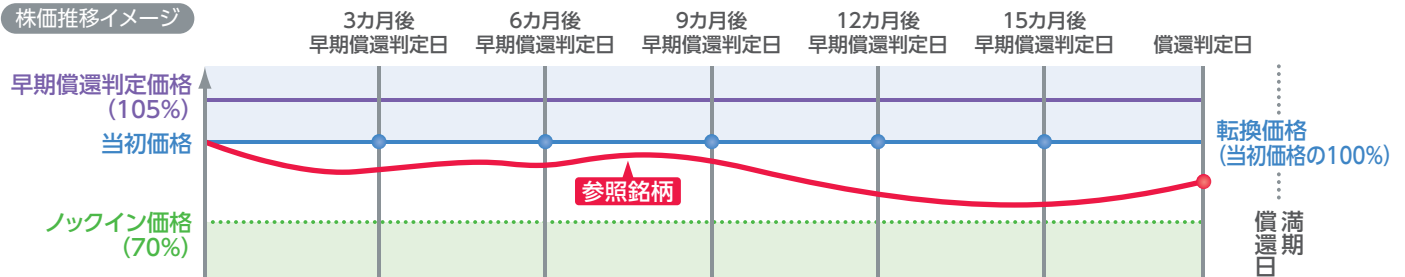 株価推移イメージ
3カ月後
早期償還判定日
6カ月後
早期償還判定日
9カ月後
早期償還判定日
12カ月後
早期償還判定日
15カ月後
早期償還判定日
償還判定日
早期償還判定価格
(105%)
当初価格
転換価格
(当初価格の100%)
参照銘柄
ノックイン価格
(70%)
満期
償還日